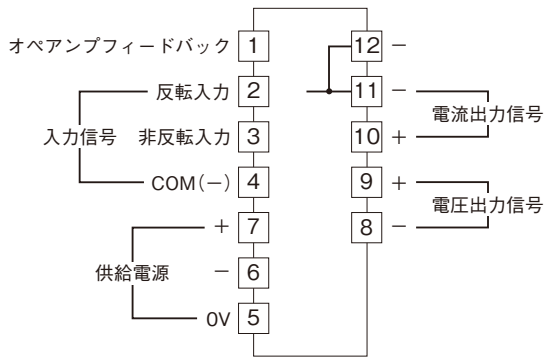 オペアンプフィードバック 1
反転入力 2
入力信号 非反転入力 3
COM(−) 4
+ 7
供給電源 − 6
0V 5
12 −
11 −
電流出力信号
10 +
9 +
電圧出力信号
8 −